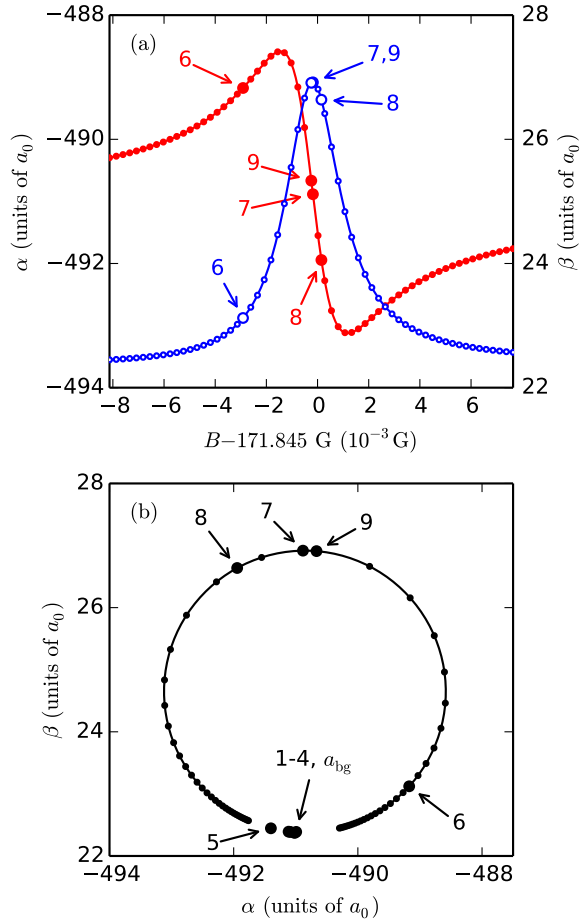 −488
28
(a)
6
7,9
8
−490
26
9
7
α (units of a₀)
β (units of a₀)
−492
24
6
8
−494
22
−8 −6 −4 −2 0 2 4 6
B−171.845 G (10⁻³ G)
28
(b)
8
7
9
26
β (units of a₀)
24
1-4, a_bg
5
6
22
−494 −492 −490 −488
α (units of a₀)